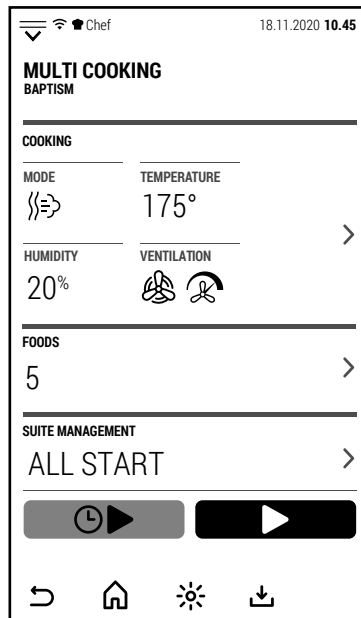 Chef 18.11.2020 10.45
MULTI COOKING
BAPTISM
COOKING
MODE TEMPERATURE
175°
HUMIDITY VENTILATION
20%
FOODS
5
SUITE MANAGEMENT
ALL START